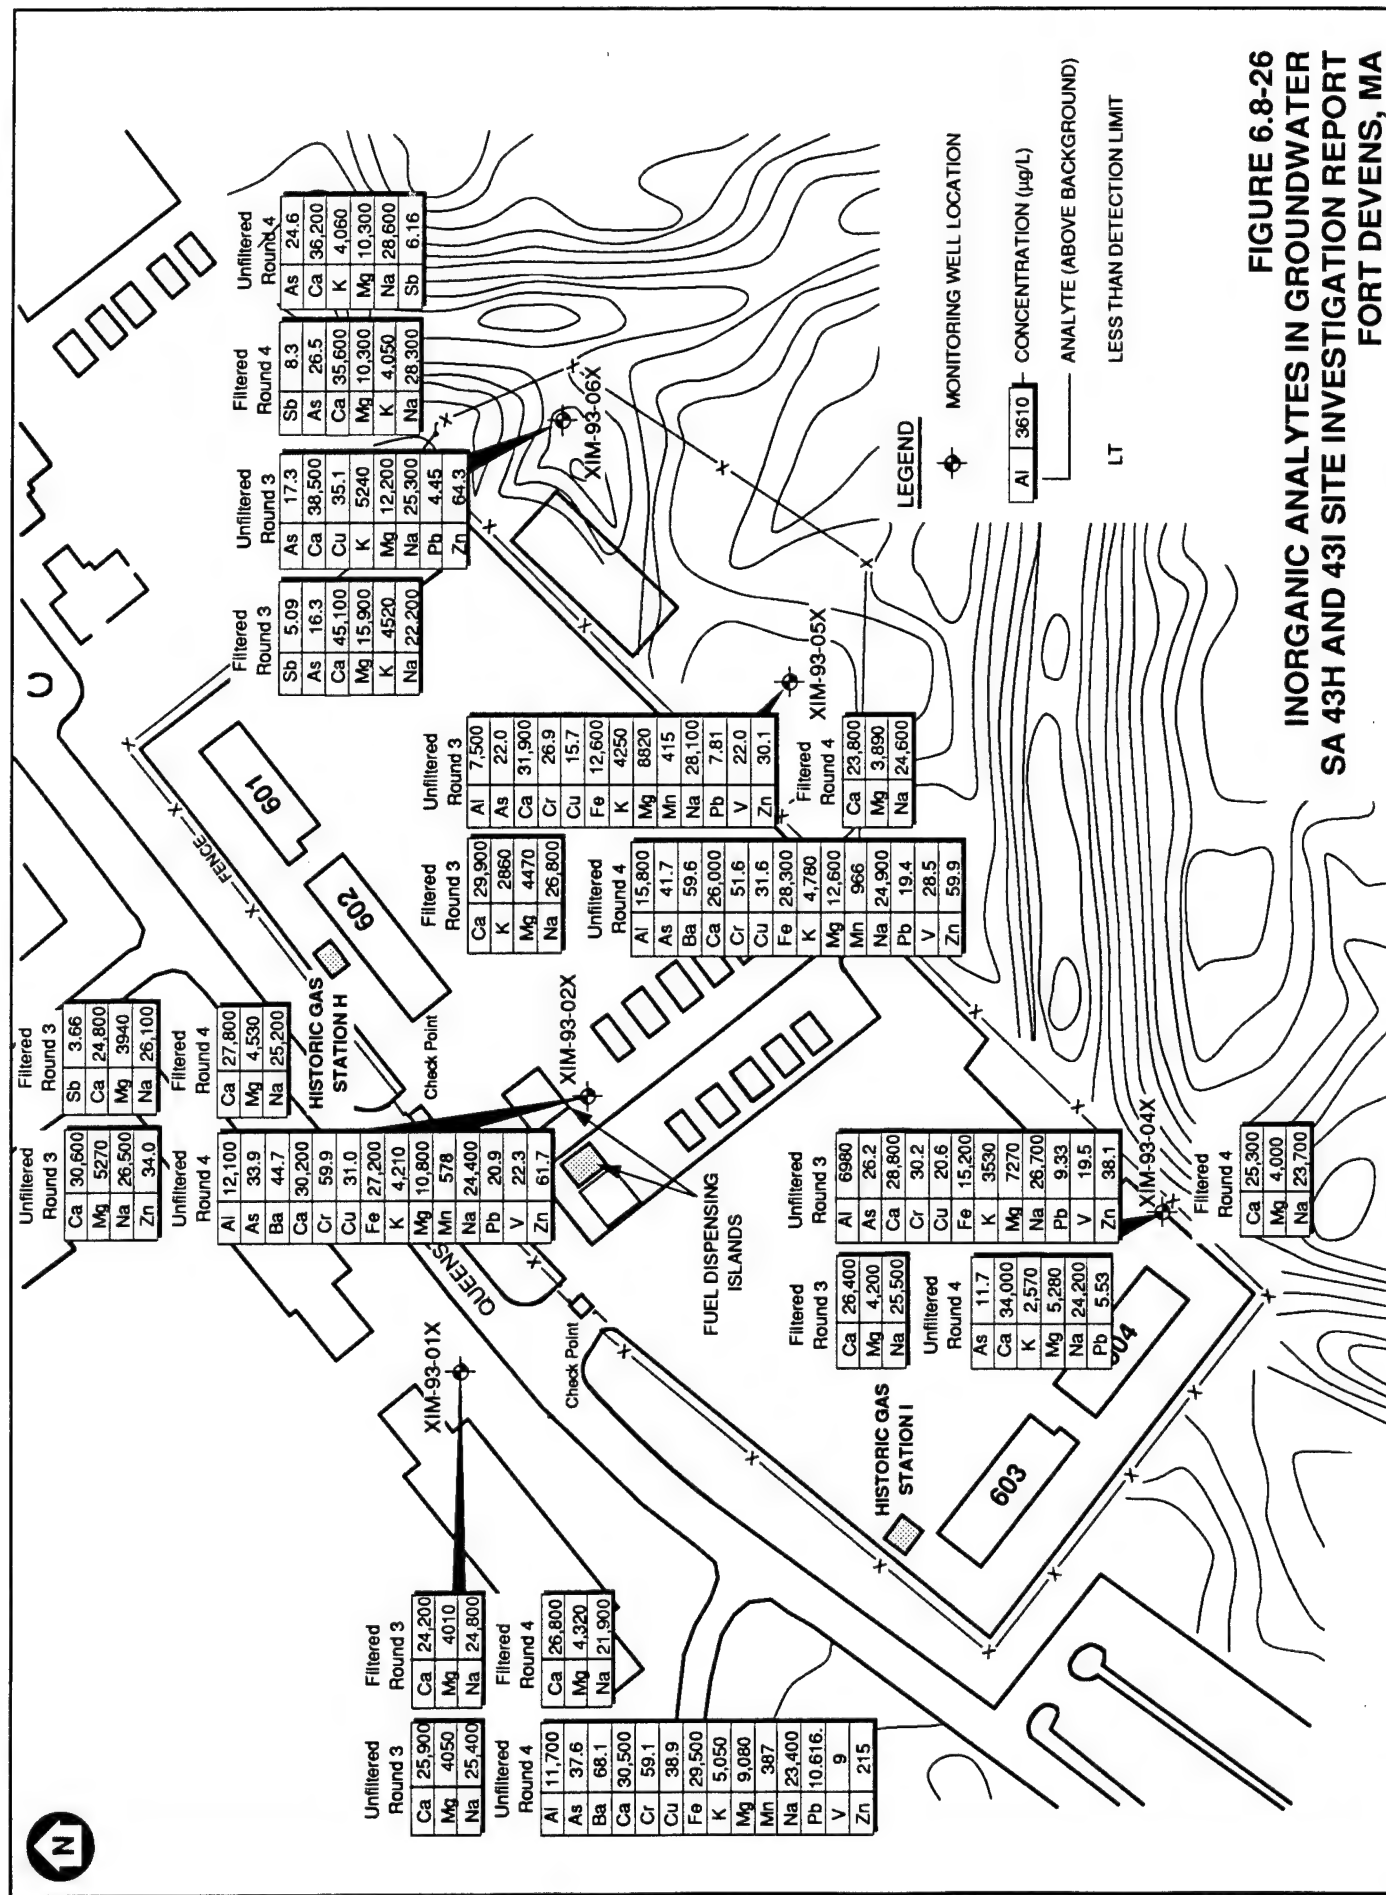 N
Unfiltered
Round 3
Ca 25,900
Mg 4050
Na 25,400
Filtered
Round 3
Ca 24,200
Mg 4010
Na 24,800
Unfiltered
Round 4
Al 11,700
As 37.6
Ba 68.1
Ca 30,500
Cr 59.1
Cu 38.9
Fe 29,500
K 5,050
Mg 9,080
Mn 387
Na 23,400
Pb 10.616.
V 9
Zn 215
Filtered
Round 4
Ca 26,800
Mg 4,320
Na 21,900
XIM-93-01X
Unfiltered
Round 3
Ca 30,600
Mg 5270
Na 26,500
Zn 34.0
Filtered
Round 3
Sb 3.66
Ca 24,800
Mg 3940
Na 26,100
Unfiltered
Round 4
Al 12,100
As 33.9
Ba 44.7
Ca 30,200
Cr 59.9
Cu 31.0
Fe 27,200
K 4,210
Mg 10,800
Mn 578
Na 24,400
Pb 20.9
V 22.3
Zn 61.7
Filtered
Round 4
Ca 27,800
Mg 4,530
Na 25,200
HISTORIC GAS
STATION H
Check Point
XIM-93-02X
QUEENS
Check Point
FUEL DISPENSING
ISLANDS
FENCE
601
602
Filtered
Round 3
Sb 5.09
As 16.3
Ca 45,100
Mg 15,900
K 4520
Na 22,200
Unfiltered
Round 3
As 17.3
Ca 38,500
Cu 35.1
K 5240
Mg 12,200
Na 25,300
Pb 4.45
Zn 64.3
Filtered
Round 4
Sb 8.3
As 26.5
Ca 35,600
Mg 10,300
K 4,050
Na 28,300
Unfiltered
Round 4
As 24.6
Ca 36,200
K 4,060
Mg 10,300
Na 28,600
Sb 6.16
XIM-93-06X
Filtered
Round 3
Ca 29,900
K 2860
Mg 4470
Na 26,800
Unfiltered
Round 3
Al 7,500
As 22.0
Ca 31,900
Cr 26.9
Cu 15.7
Fe 12,600
K 4250
Mg 8820
Mn 415
Na 28,100
Pb 7.81
V 22.0
Zn 30.1
Unfiltered
Round 4
Al 15,800
As 41.7
Ba 59.6
Ca 26,000
Cr 51.6
Cu 31.6
Fe 28,300
K 4,780
Mg 12,600
Mn 966
Na 24,900
Pb 19.4
V 28.5
Zn 59.9
Filtered
Round 4
Ca 23,800
Mg 3,890
Na 24,600
XIM-93-05X
HISTORIC GAS
STATION I
603
Filtered
Round 3
Ca 26,400
Mg 4,200
Na 25,500
Unfiltered
Round 3
Al 6980
As 26.2
Ca 28,800
Cr 30.2
Cu 20.6
Fe 15,200
K 3530
Mg 7270
Na 26,700
Pb 9.33
V 19.5
Zn 38.1
Unfiltered
Round 4
As 11.7
Ca 34,000
K 2,570
Mg 5,280
Na 24,200
Pb 5.53
604
XIM-93-04X
Filtered
Round 4
Ca 25,300
Mg 4,000
Na 23,700
LEGEND
MONITORING WELL LOCATION
Al 3610 CONCENTRATION (µg/L)
ANALYTE (ABOVE BACKGROUND)
LT LESS THAN DETECTION LIMIT
FIGURE 6.8-26
INORGANIC ANALYTES IN GROUNDWATER
SA 43H AND 43I SITE INVESTIGATION REPORT
FORT DEVENS, MA